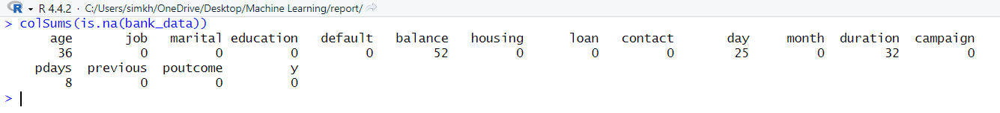 R 4.4.2 · C:/Users/simkh/OneDrive/Desktop/Machine Learning/report/
> colSums(is.na(bank_data))
age job marital education default balance housing loan contact day month duration campaign
36 0 0 0 0 52 0 0 0 25 0 32 0
pdays previous poutcome y
8 0 0 0
>